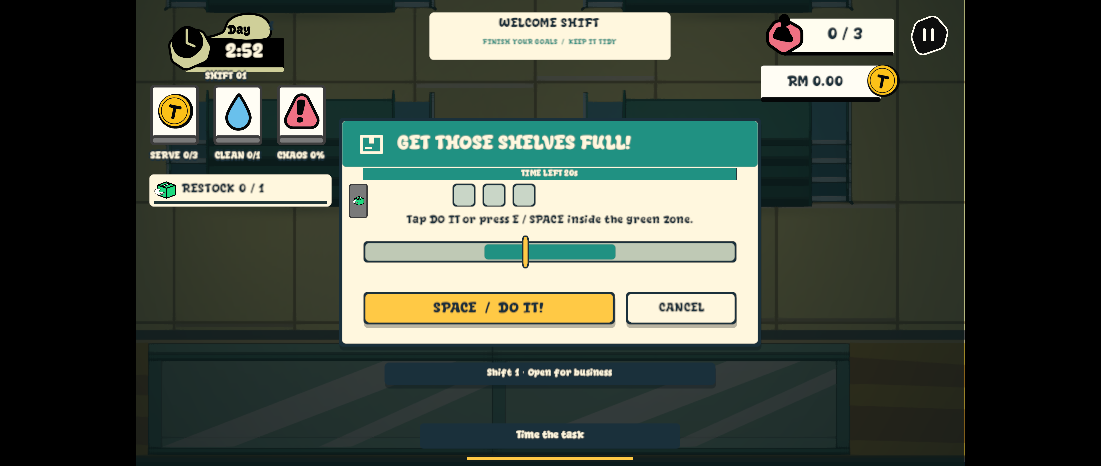 Day
2:52
SHIFT 01
WELCOME SHIFT
FINISH YOUR GOALS / KEEP IT TIDY
0 / 3
RM 0.00
T
T
SERVE 0/3
CLEAN 0/1
CHAOS 0%
RESTOCK 0 / 1
GET THOSE SHELVES FULL!
TIME LEFT 20s
Tap DO IT or press E / SPACE inside the green zone.
SPACE / DO IT!
CANCEL
Shift 1 · Open for business
Time the task